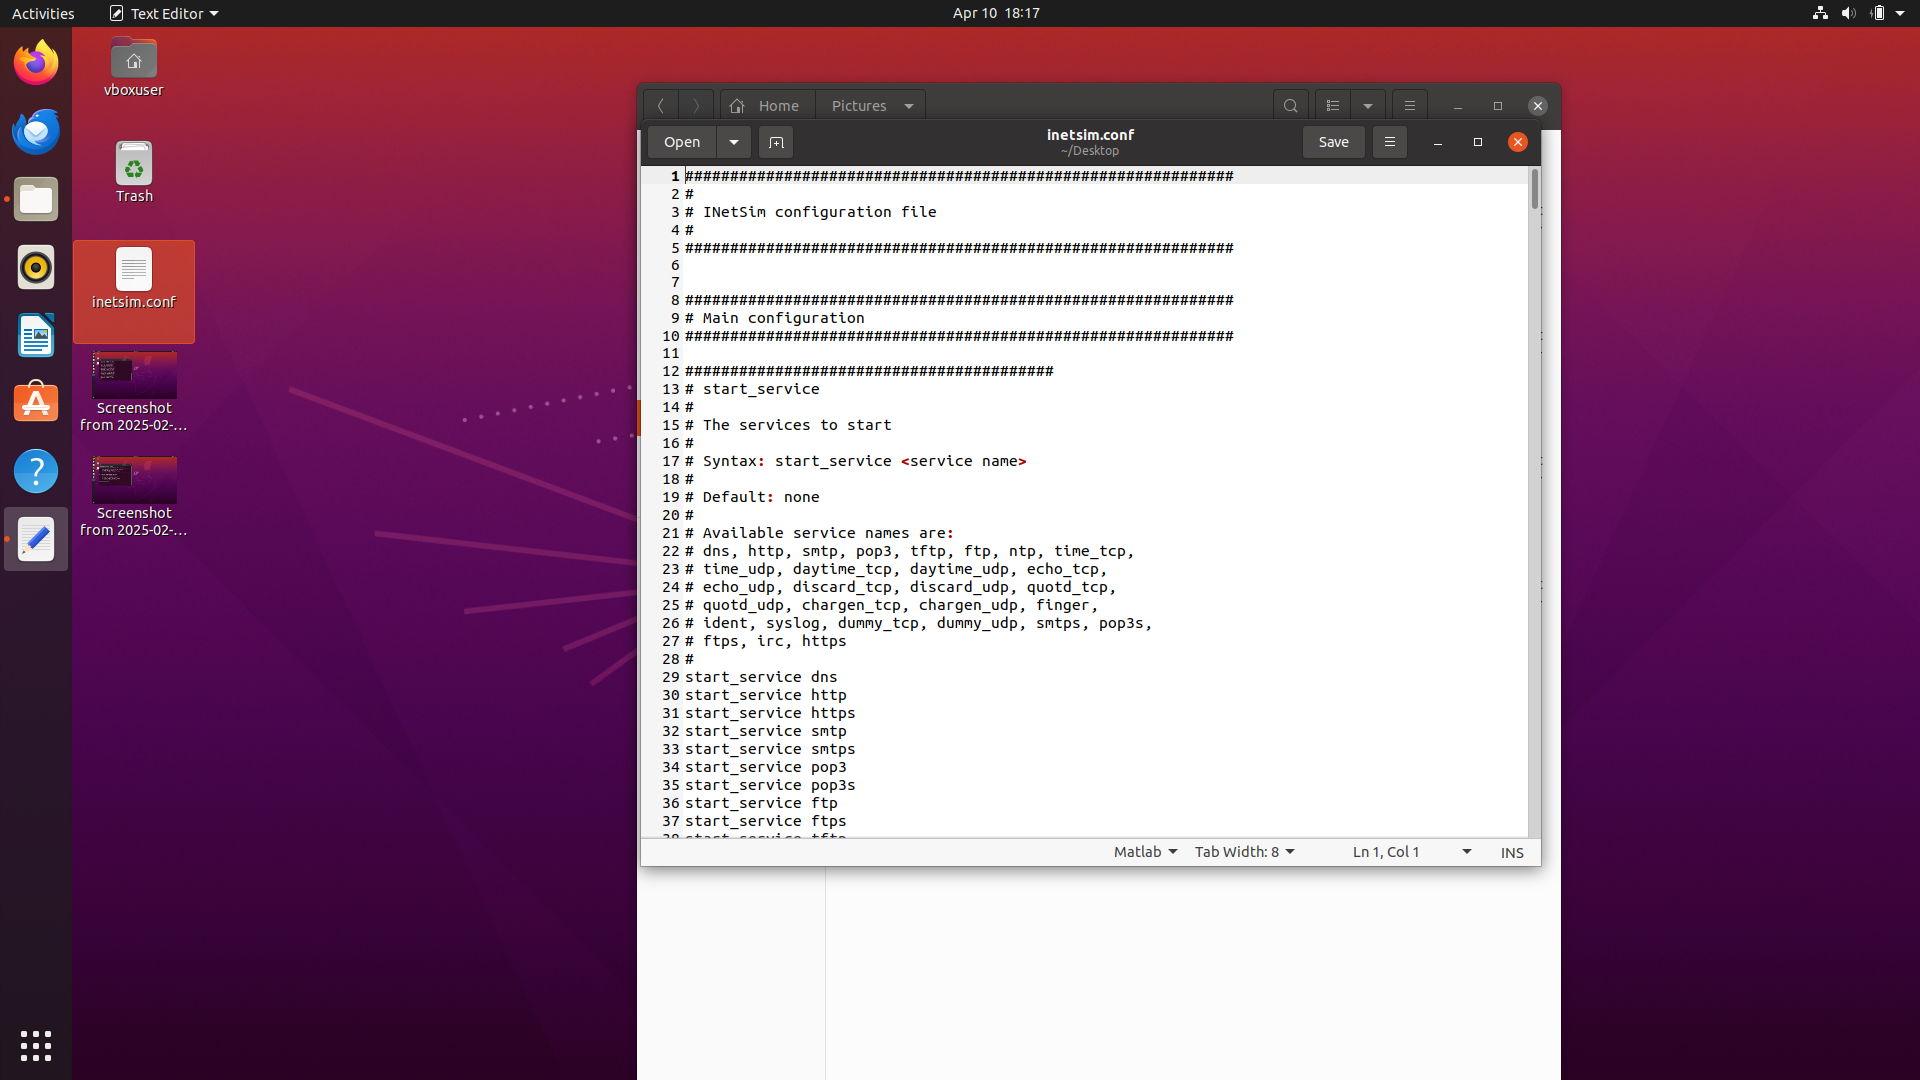 Activities
Text Editor
Apr 10 18:17
vboxuser
Trash
inetsim.conf
Screenshot
from 2025-02-...
Screenshot
from 2025-02-...
Home
Pictures
Open
inetsim.conf
~/Desktop
Save
1 #############################################################
2 #
3 # INetSim configuration file
4 #
5 #############################################################
6
7
8 #############################################################
9 # Main configuration
10 #############################################################
11
12 #########################################
13 # start_service
14 #
15 # The services to start
16 #
17 # Syntax: start_service <service name>
18 #
19 # Default: none
20 #
21 # Available service names are:
22 # dns, http, smtp, pop3, tftp, ftp, ntp, time_tcp,
23 # time_udp, daytime_tcp, daytime_udp, echo_tcp,
24 # echo_udp, discard_tcp, discard_udp, quotd_tcp,
25 # quotd_udp, chargen_tcp, chargen_udp, finger,
26 # ident, syslog, dummy_tcp, dummy_udp, smtps, pop3s,
27 # ftps, irc, https
28 #
29 start_service dns
30 start_service http
31 start_service https
32 start_service smtp
33 start_service smtps
34 start_service pop3
35 start_service pop3s
36 start_service ftp
37 start_service ftps
38 start_service tftp
Matlab
Tab Width: 8
Ln 1, Col 1
INS